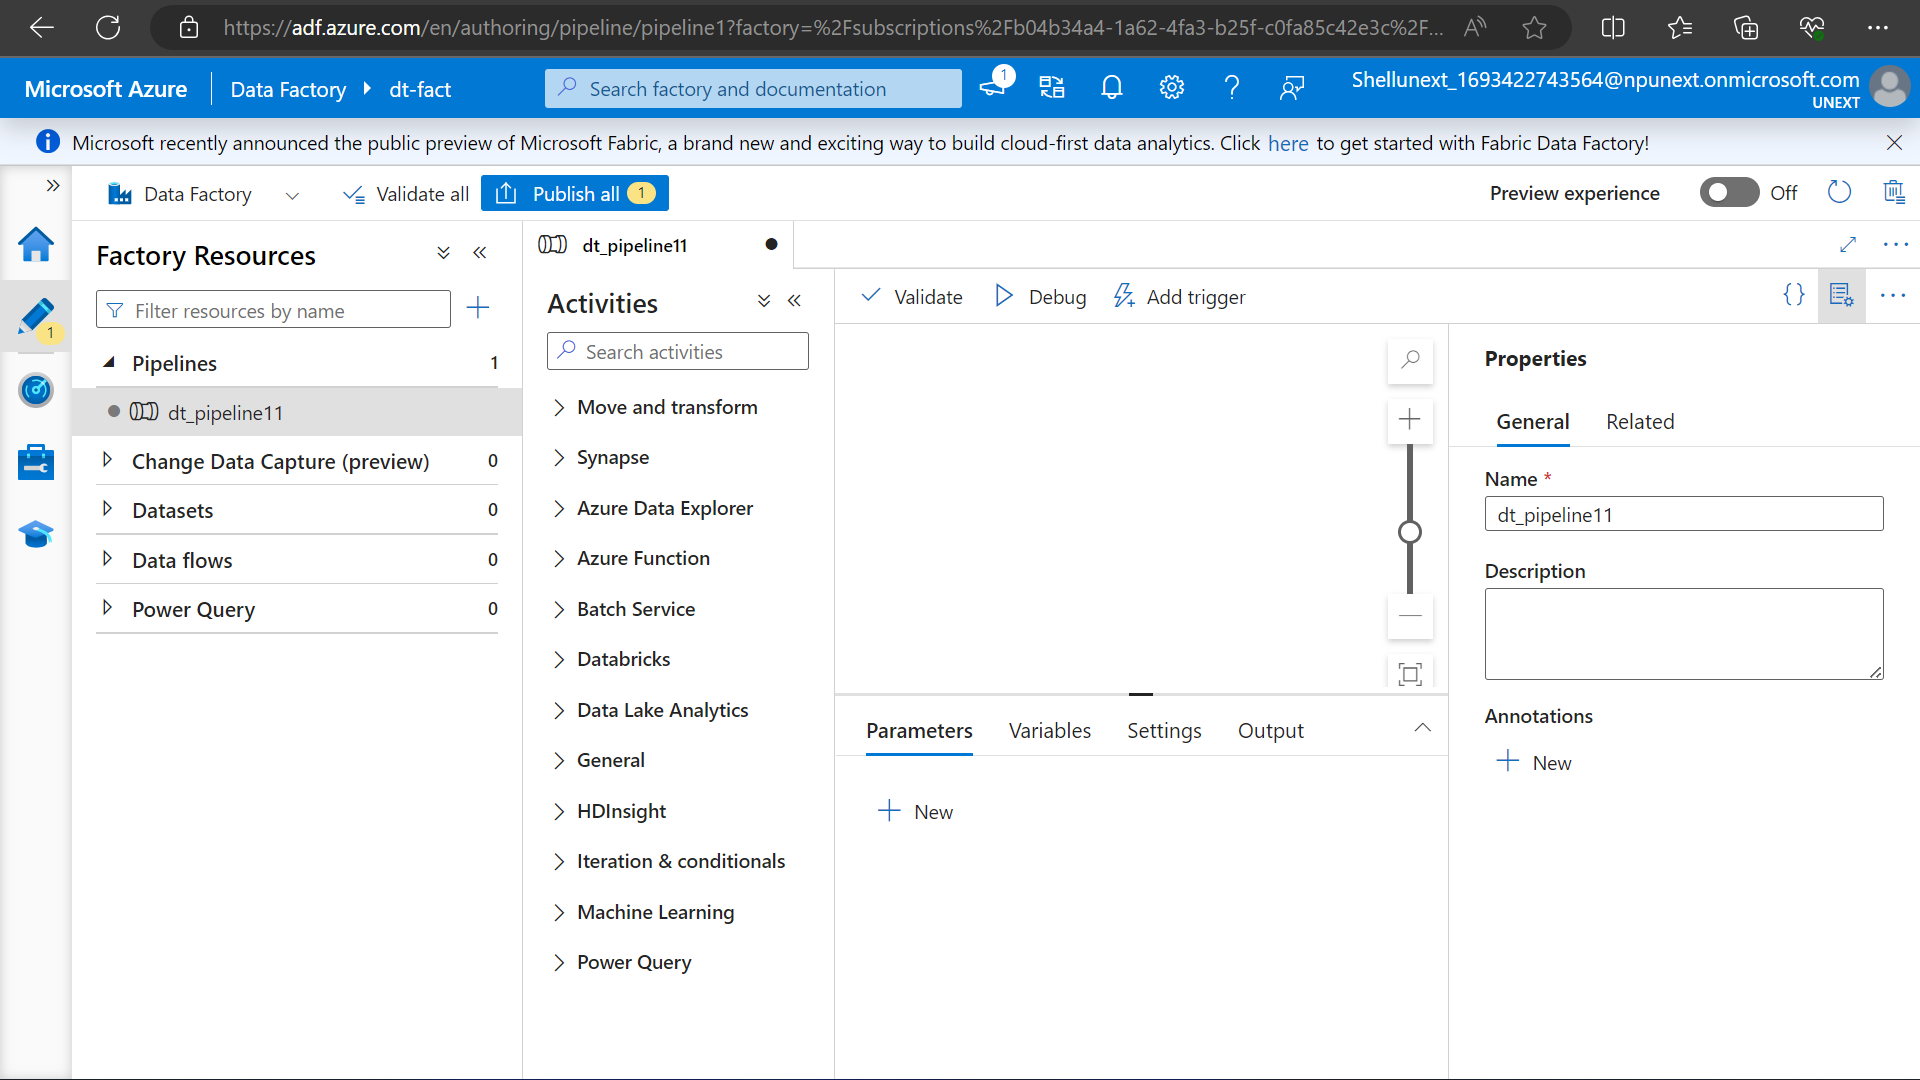 https://adf.azure.com/en/authoring/pipeline/pipeline1?factory=%2Fsubscriptions%2Fb04b34a4-1a62-4fa3-b25f-c0fa85c42e3c%2F...
Microsoft Azure
Data Factory
dt-fact
Search factory and documentation
1
Shellunext_1693422743564@npunext.onmicrosoft.com
UNEXT
Microsoft recently announced the public preview of Microsoft Fabric, a brand new and exciting way to build cloud-first data analytics. Click here to get started with Fabric Data Factory!
Data Factory
Validate all
Publish all 1
Preview experience
Off
Factory Resources
Filter resources by name
1
Pipelines 1
dt_pipeline11
Change Data Capture (preview) 0
Datasets 0
Data flows 0
Power Query 0
dt_pipeline11
Activities
Search activities
Move and transform
Synapse
Azure Data Explorer
Azure Function
Batch Service
Databricks
Data Lake Analytics
General
HDInsight
Iteration & conditionals
Machine Learning
Power Query
Validate
Debug
Add trigger
{}
Parameters
Variables
Settings
Output
New
Properties
General
Related
Name *
dt_pipeline11
Description
Annotations
New